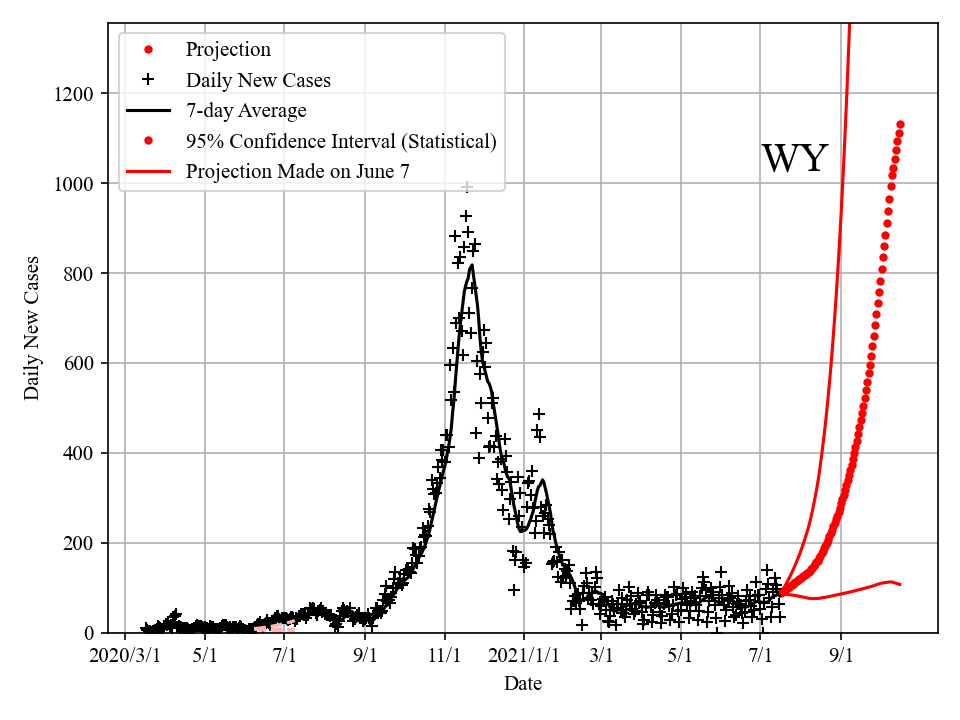 Projection
Daily New Cases
7-day Average
95% Confidence Interval (Statistical)
Projection Made on June 7
WY
1200
1000
800
600
400
200
0
Daily New Cases
2020/3/1 5/1 7/1 9/1 11/1 2021/1/1 3/1 5/1 7/1 9/1
Date